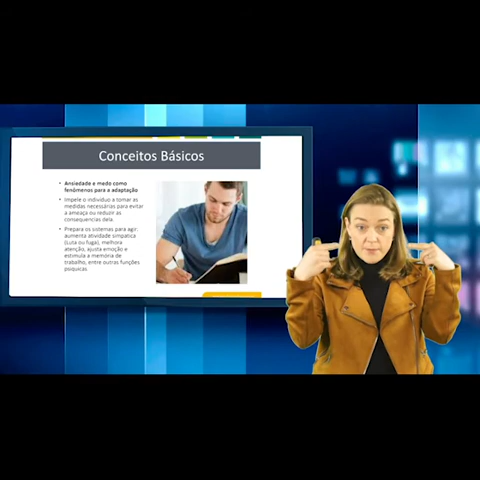 Conceitos Básicos
• Ansiedade e medo como
fenômenos para a adaptação
• Impele o indivíduo a tomar as
medidas necessárias para evitar
a ameaça ou reduzir as
consequencias dela.
• Prepara os sistemas para agir:
aumenta atividade simpática
(Luta ou fuga), melhora
atenção, ajusta emoção e
estimula a memória de
trabalho, entre outras funções
psíquicas